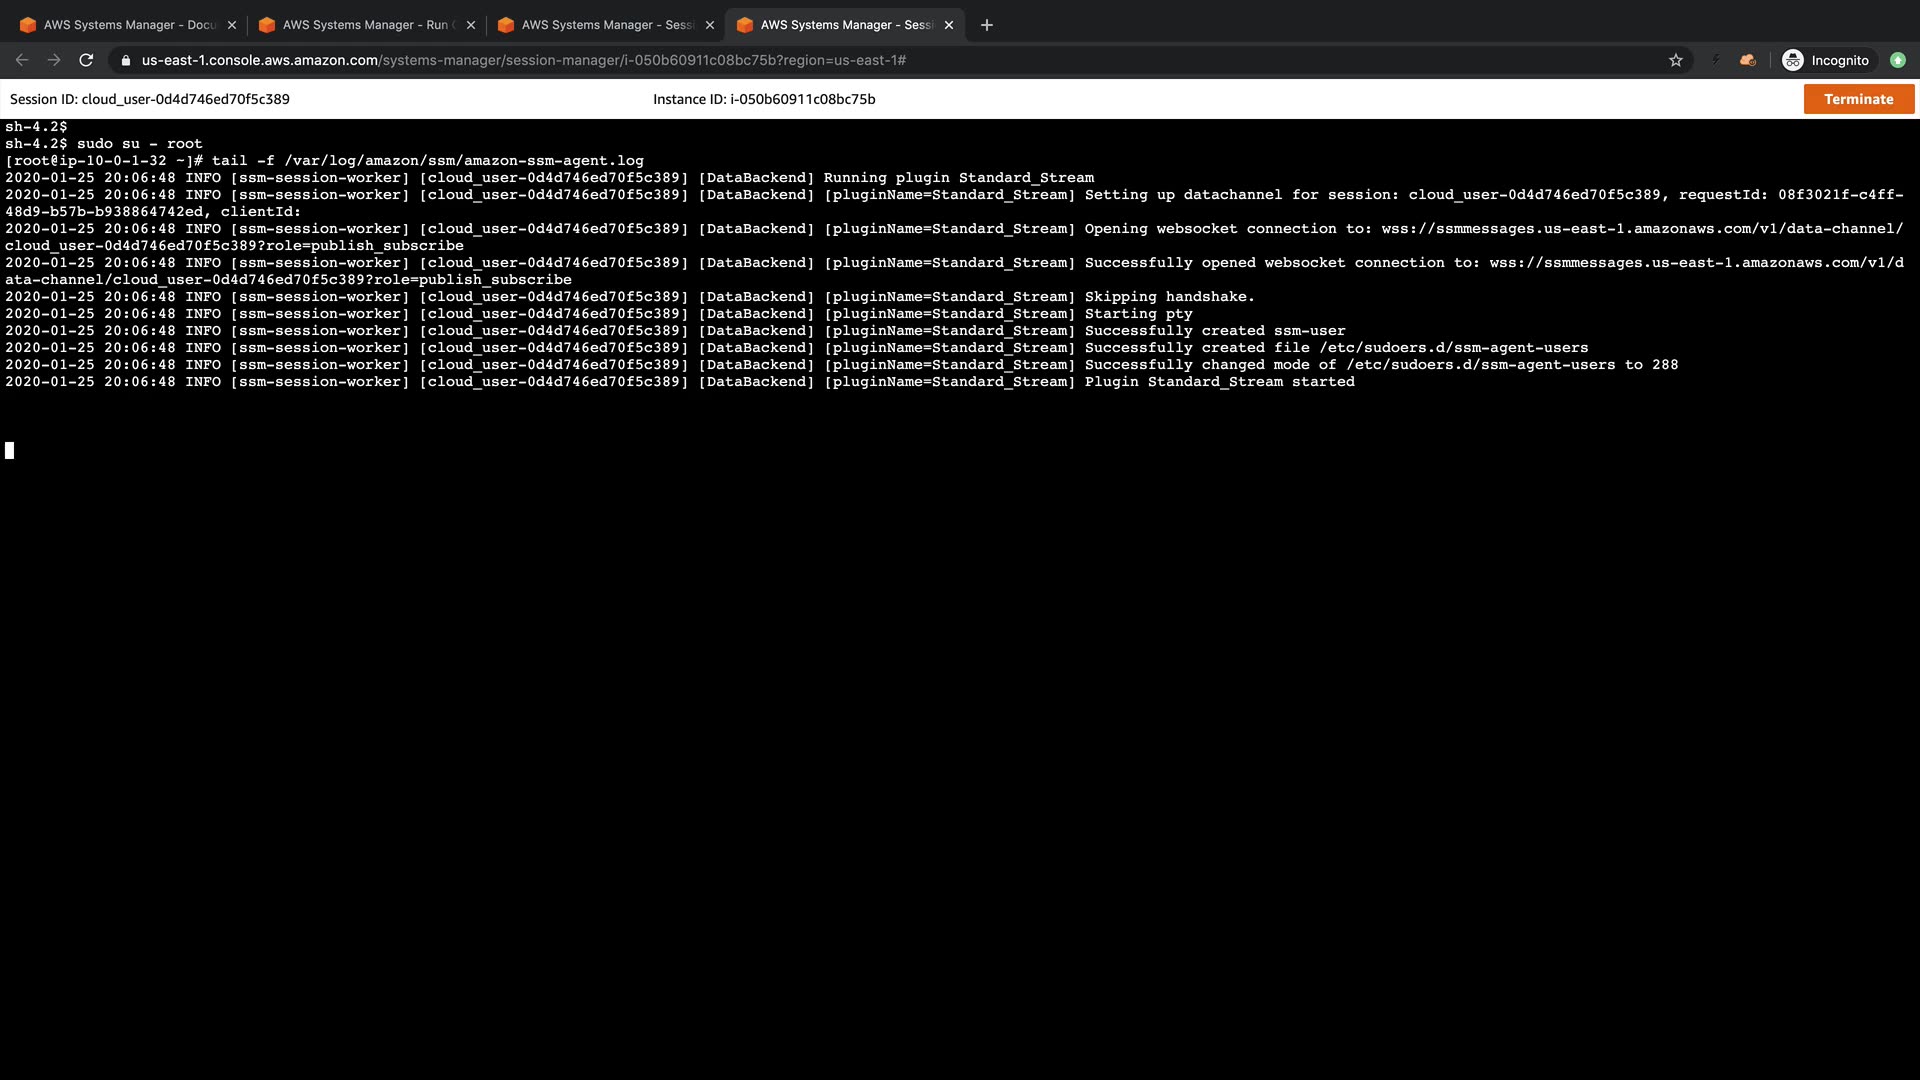 AWS Systems Manager - Docu
AWS Systems Manager - Run
AWS Systems Manager - Sess
AWS Systems Manager - Sess
us-east-1.console.aws.amazon.com/systems-manager/session-manager/i-050b60911c08bc75b?region=us-east-1#
Incognito
Session ID: cloud_user-0d4d746ed70f5c389
Instance ID: i-050b60911c08bc75b
Terminate
sh-4.2$
sh-4.2$ sudo su - root
[root@ip-10-0-1-32 ~]# tail -f /var/log/amazon/ssm/amazon-ssm-agent.log
2020-01-25 20:06:48 INFO [ssm-session-worker] [cloud_user-0d4d746ed70f5c389] [DataBackend] Running plugin Standard_Stream
2020-01-25 20:06:48 INFO [ssm-session-worker] [cloud_user-0d4d746ed70f5c389] [DataBackend] [pluginName=Standard_Stream] Setting up datachannel for session: cloud_user-0d4d746ed70f5c389, requestId: 08f3021f-c4ff-
48d9-b57b-b938864742ed, clientId:
2020-01-25 20:06:48 INFO [ssm-session-worker] [cloud_user-0d4d746ed70f5c389] [DataBackend] [pluginName=Standard_Stream] Opening websocket connection to: wss://ssmmessages.us-east-1.amazonaws.com/v1/data-channel/
cloud_user-0d4d746ed70f5c389?role=publish_subscribe
2020-01-25 20:06:48 INFO [ssm-session-worker] [cloud_user-0d4d746ed70f5c389] [DataBackend] [pluginName=Standard_Stream] Successfully opened websocket connection to: wss://ssmmessages.us-east-1.amazonaws.com/v1/d
ata-channel/cloud_user-0d4d746ed70f5c389?role=publish_subscribe
2020-01-25 20:06:48 INFO [ssm-session-worker] [cloud_user-0d4d746ed70f5c389] [DataBackend] [pluginName=Standard_Stream] Skipping handshake.
2020-01-25 20:06:48 INFO [ssm-session-worker] [cloud_user-0d4d746ed70f5c389] [DataBackend] [pluginName=Standard_Stream] Starting pty
2020-01-25 20:06:48 INFO [ssm-session-worker] [cloud_user-0d4d746ed70f5c389] [DataBackend] [pluginName=Standard_Stream] Successfully created ssm-user
2020-01-25 20:06:48 INFO [ssm-session-worker] [cloud_user-0d4d746ed70f5c389] [DataBackend] [pluginName=Standard_Stream] Successfully created file /etc/sudoers.d/ssm-agent-users
2020-01-25 20:06:48 INFO [ssm-session-worker] [cloud_user-0d4d746ed70f5c389] [DataBackend] [pluginName=Standard_Stream] Successfully changed mode of /etc/sudoers.d/ssm-agent-users to 288
2020-01-25 20:06:48 INFO [ssm-session-worker] [cloud_user-0d4d746ed70f5c389] [DataBackend] [pluginName=Standard_Stream] Plugin Standard_Stream started